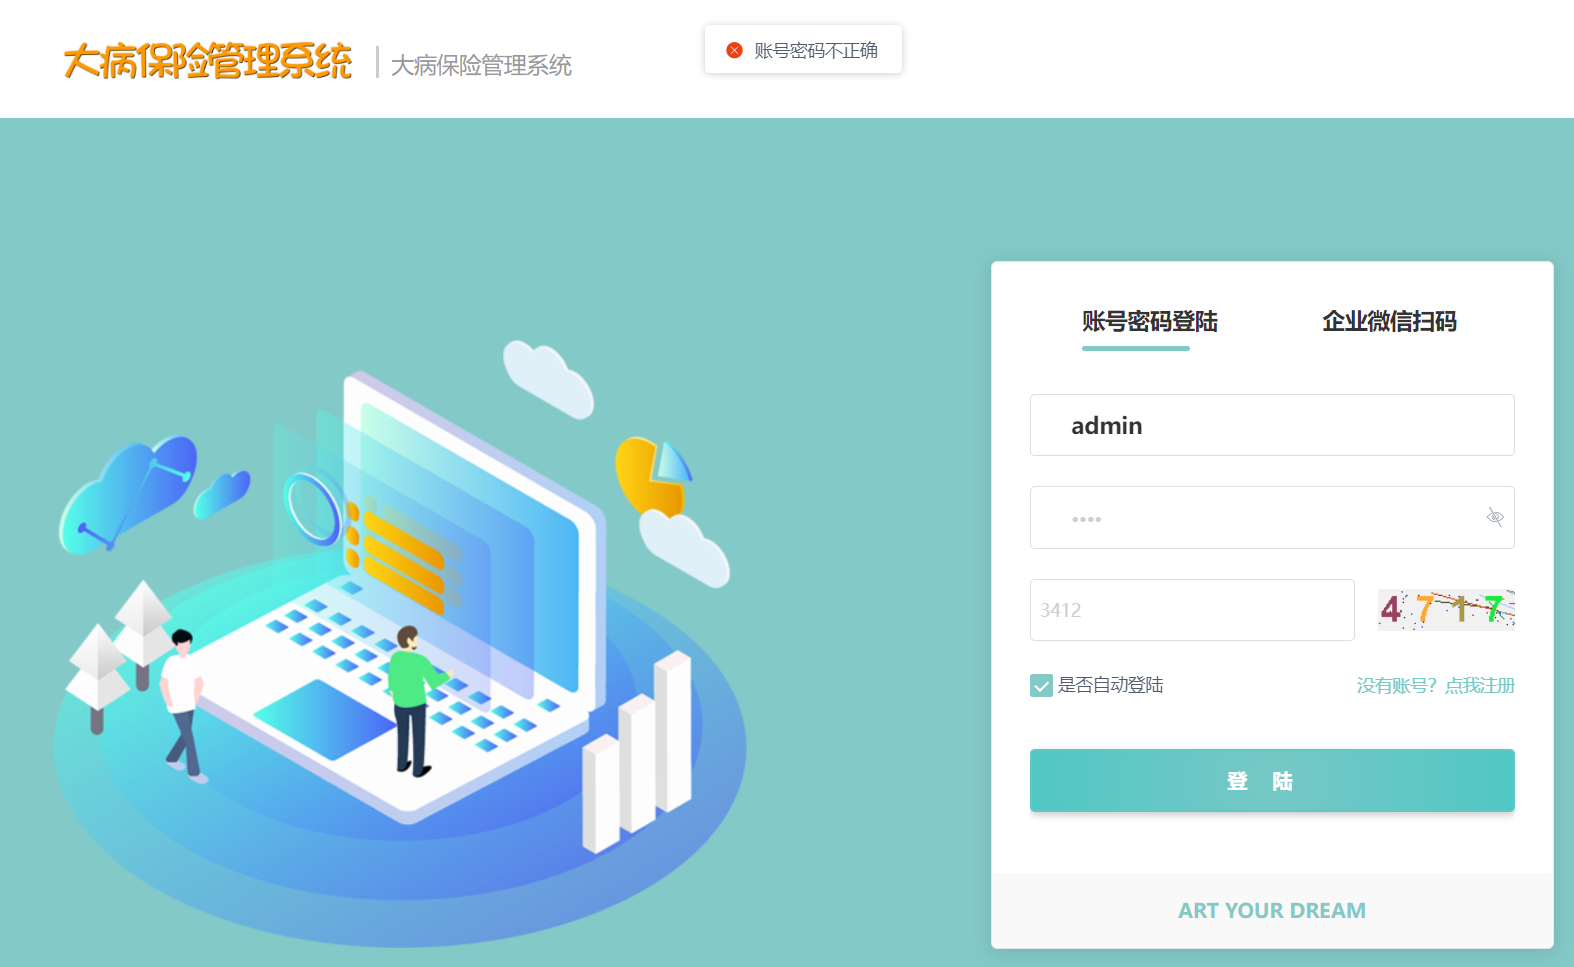 大病保险管理系统
大病保险管理系统
账号密码不正确
账号密码登陆
企业微信扫码
admin
••••
3412
4717
是否自动登陆
没有账号？点我注册
登 陆
ART YOUR DREAM